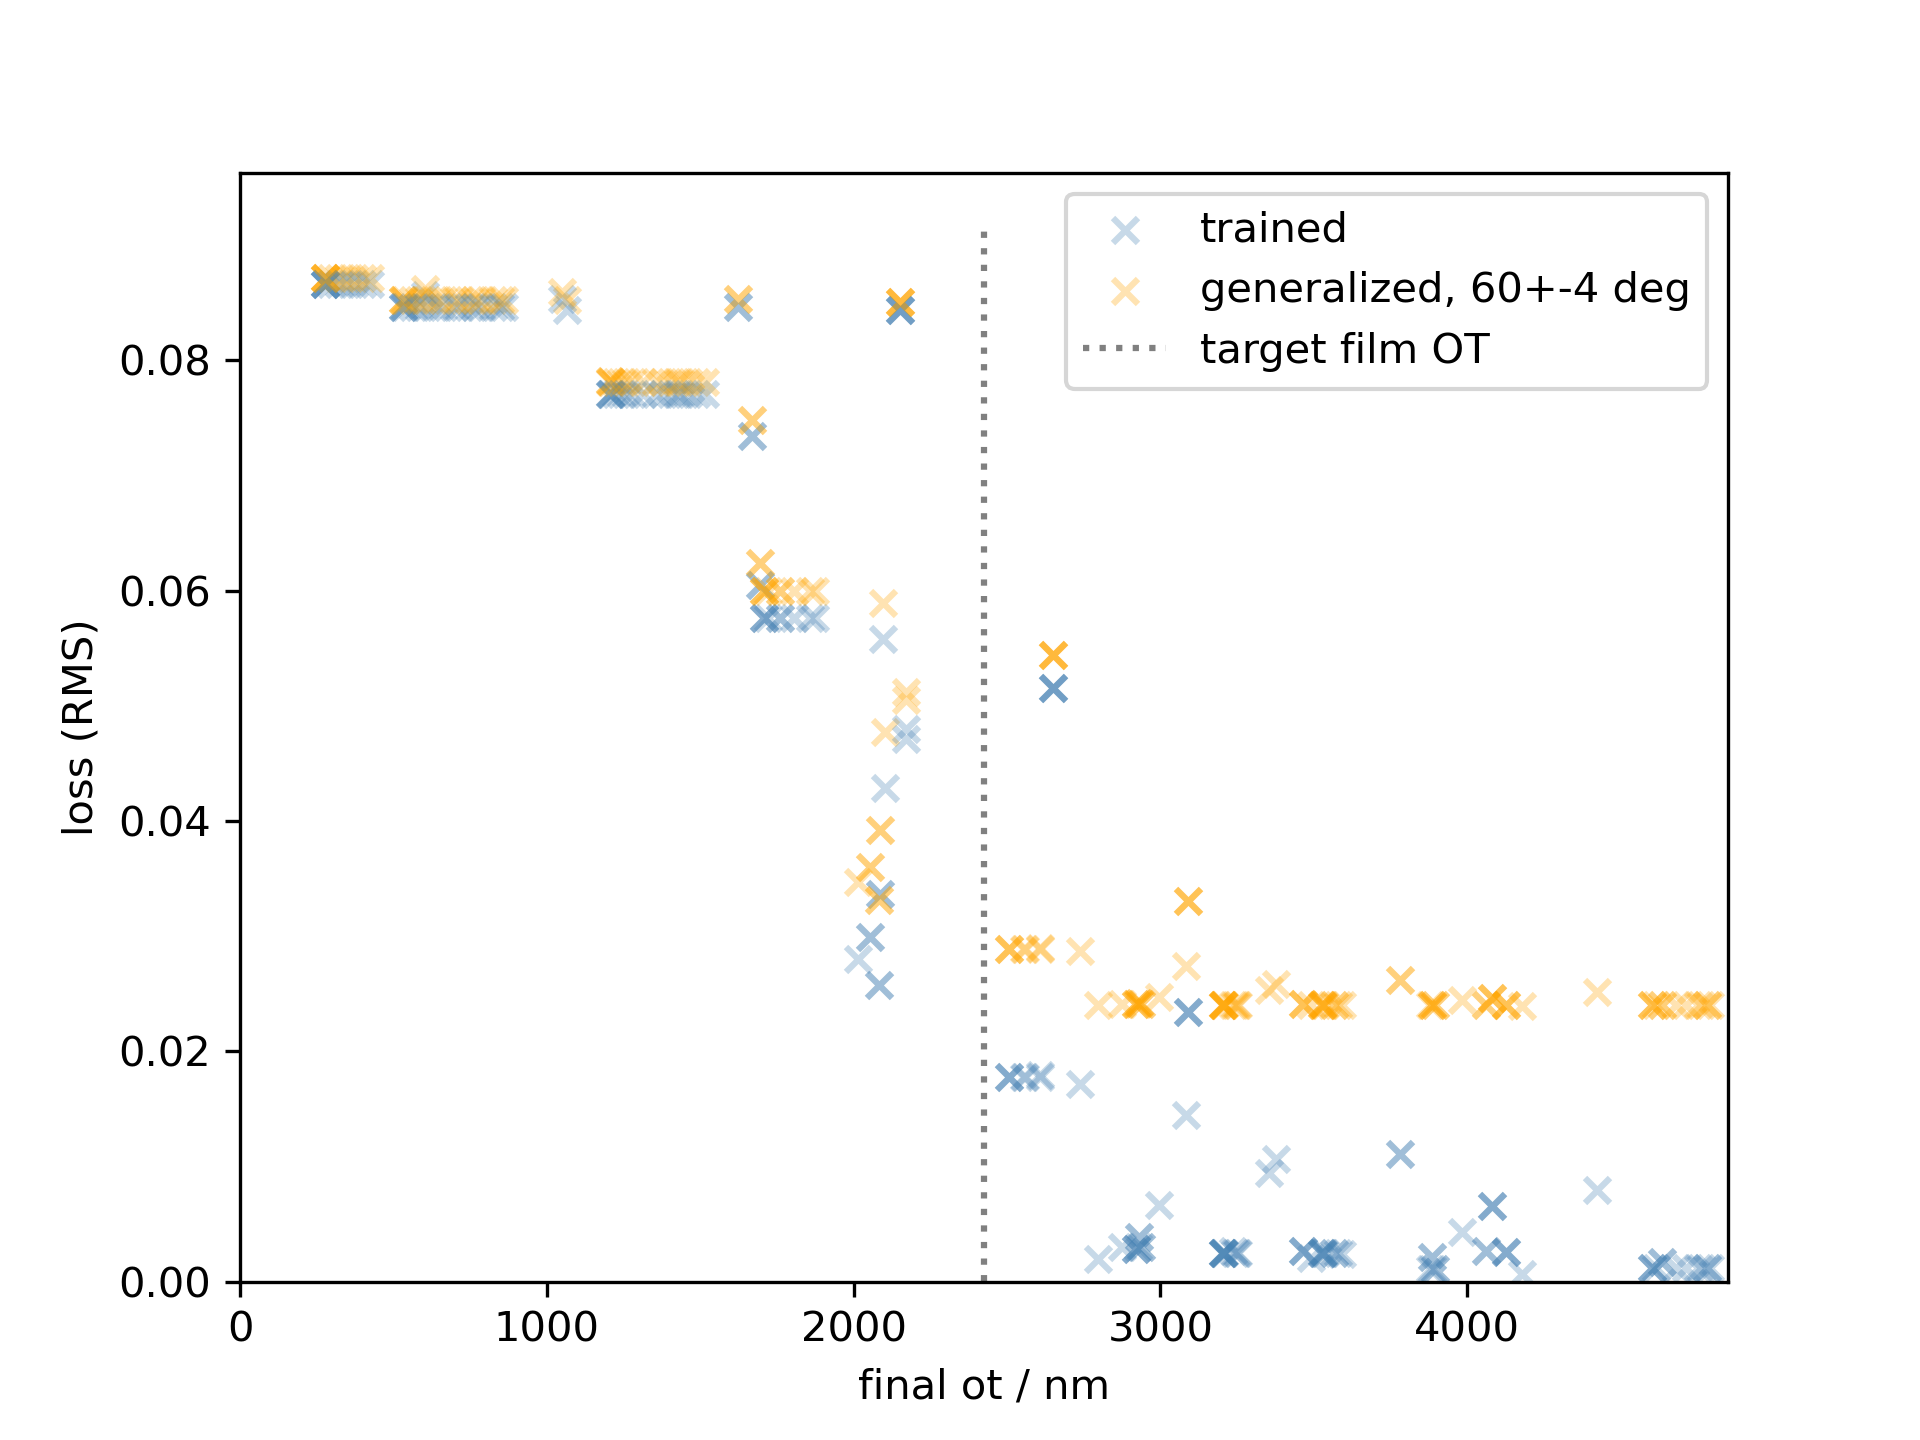 trained
generalized, 60+-4 deg
target film OT
loss (RMS)
0.08
0.06
0.04
0.02
0.00
0 1000 2000 3000 4000
final ot / nm